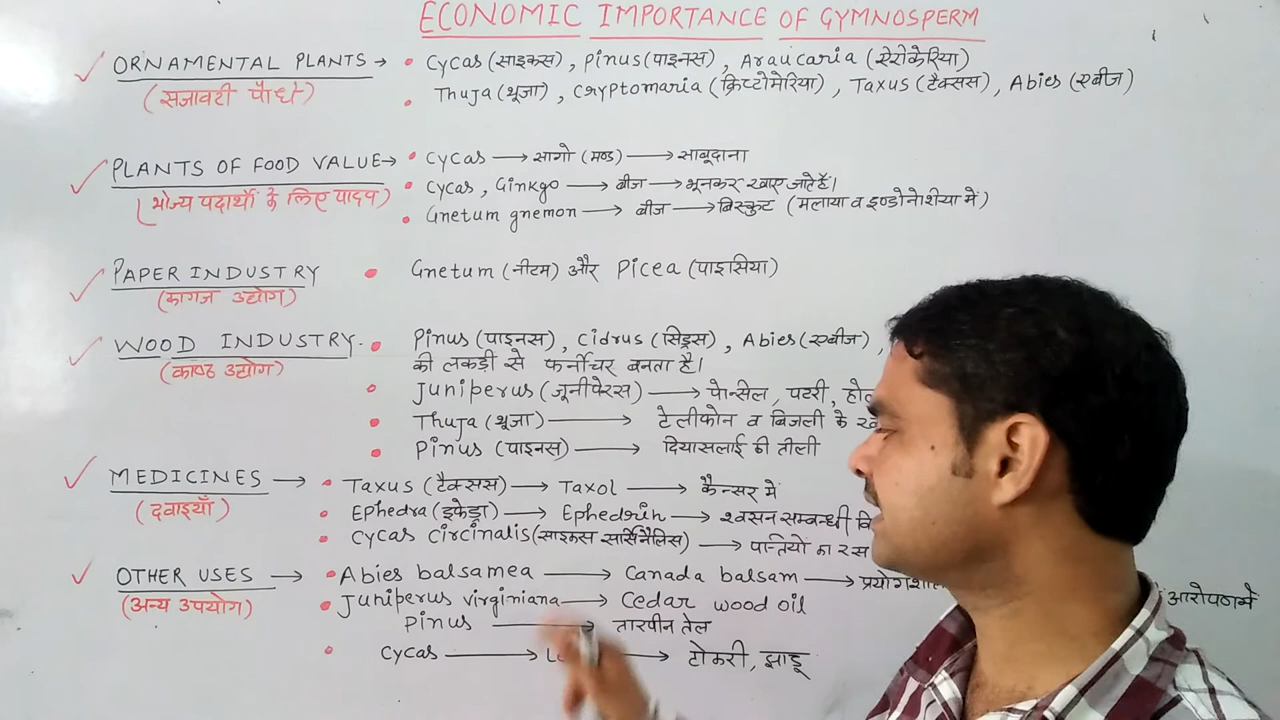 ECONOMIC IMPORTANCE OF GYMNOSPERM
ORNAMENTAL PLANTS → • Cycas (साइकस), Pinus (पाइनस), Araucaria (ऐरोकेरिया)
(सजावटी पौधे) • Thuja (थूजा), Cryptomaria (क्रिप्टोमेरिया), Taxus (टैक्सस), Abies (एबीज)
PLANTS OF FOOD VALUE → • Cycas → सागो (मण्ड) → साबूदाना
(भोज्य पदार्थों के लिए पादप) • Cycas, Ginkgo → बीज → भूनकर खाए जाते हैं।
• Gnetum gnemon → बीज → बिस्कुट (मलाया व इण्डोनेशिया में)
PAPER INDUSTRY • Gnetum (नीटम) और Picea (पाइसिया)
(कागज उद्योग)
WOOD INDUSTRY • Pinus (पाइनस), Cidrus (सिड्रस), Abies (एबीज),
(काष्ठ उद्योग) की लकड़ी से फर्नीचर बनता है।
• Juniperus (जूनीपेरस) → पेन्सिल, पटरी,
• Thuja (थूजा) → टेलीफोन व बिजली के
• Pinus (पाइनस) → दियासलाई की तीली
MEDICINES → • Taxus (टैक्सस) → Taxol → कैन्सर में
(दवाइयाँ) • Ephedra (इफेड्रा) → Ephedrin → श्वसन सम्बन्धी
• Cycas circinalis (साइकस सार्सिनैलिस) → पत्तियों का रस
OTHER USES → • Abies balsamea → Canada balsam → आरोपण में
(अन्य उपयोग) • Juniperus virginiana → Cedar wood oil
Pinus → तारपीन तेल
• Cycas → → टोकरी, झाडू